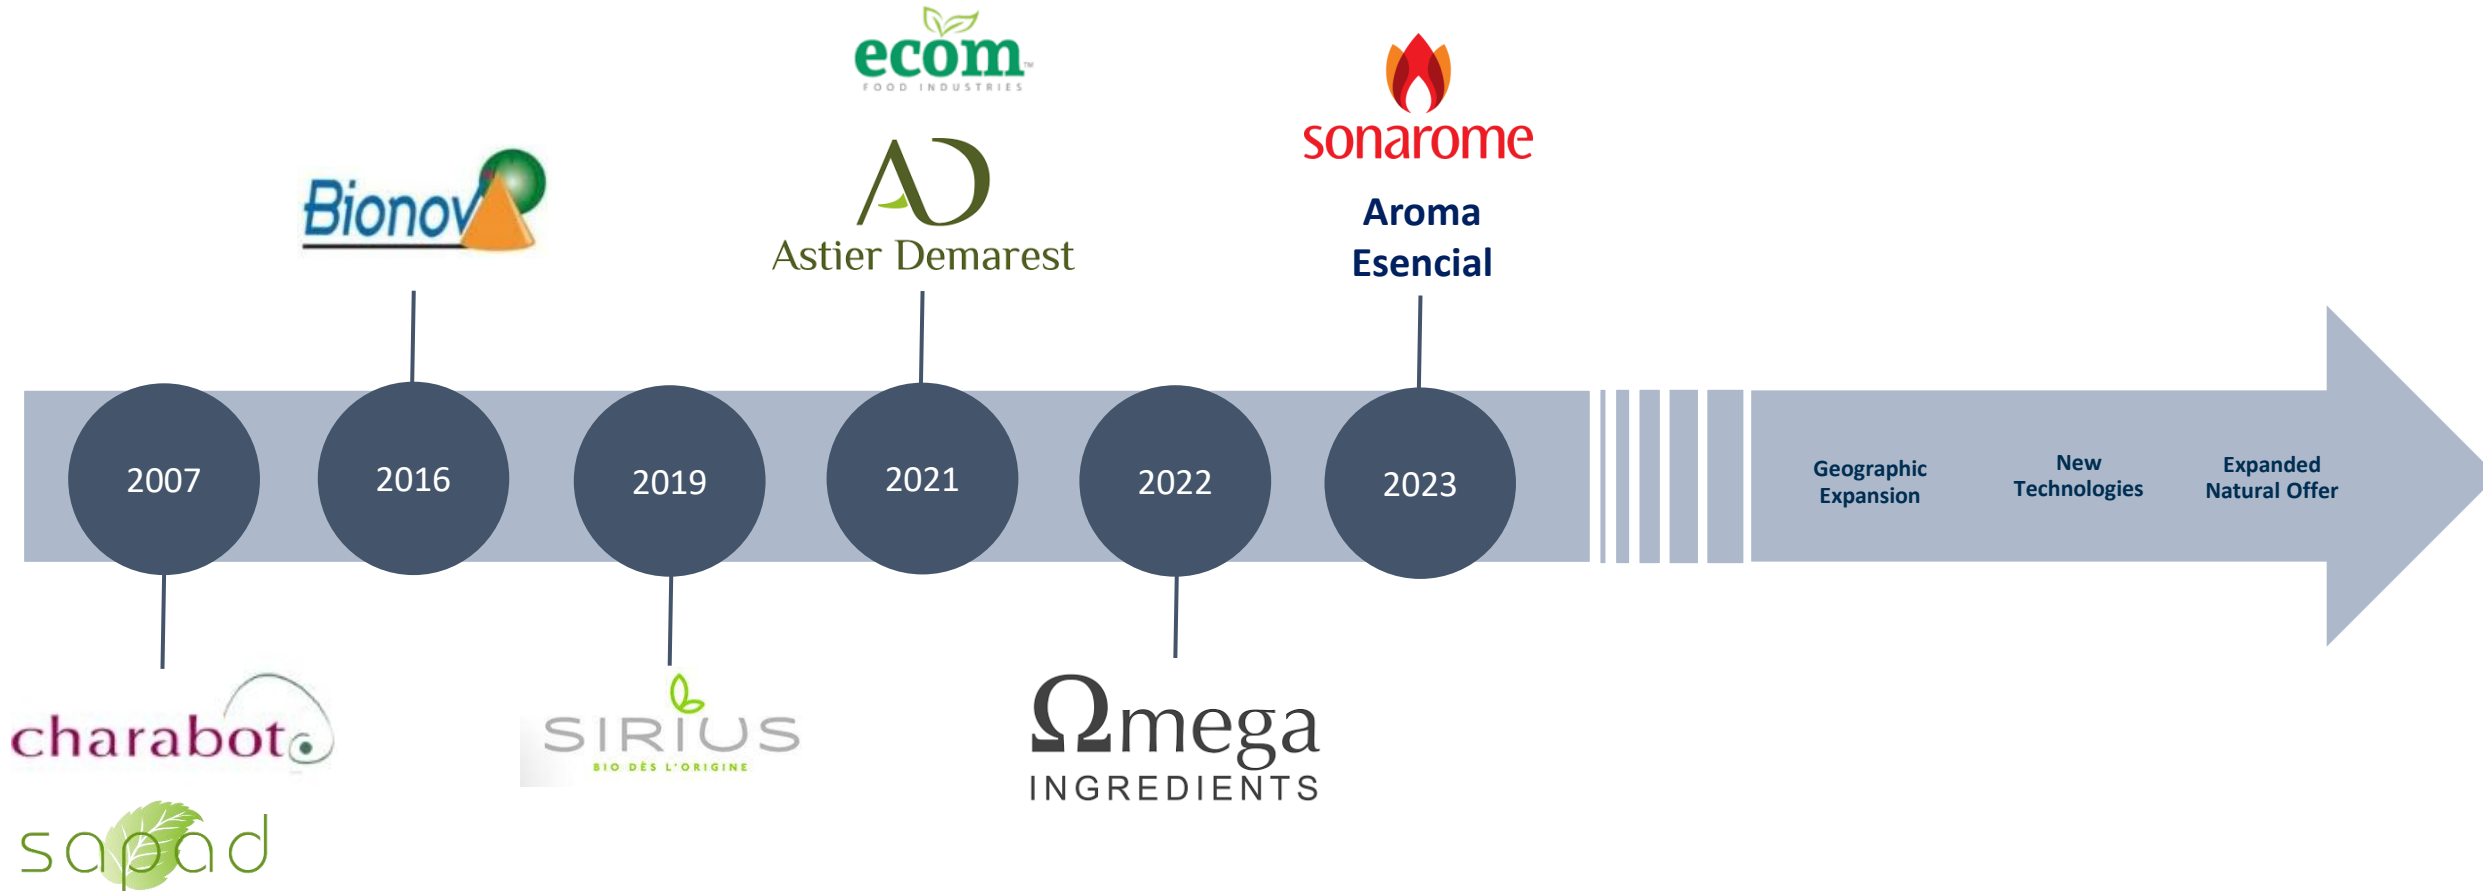 ecom™
FOOD INDUSTRIES
sonarome
Bionov
Astier Demarest
Aroma
Esencial
2007
2016
2019
2021
2022
2023
Geographic
Expansion
New
Technologies
Expanded
Natural Offer
charabot
sapad
SIRIUS
BIO DÈS L'ORIGINE
Ωmega
INGREDIENTS